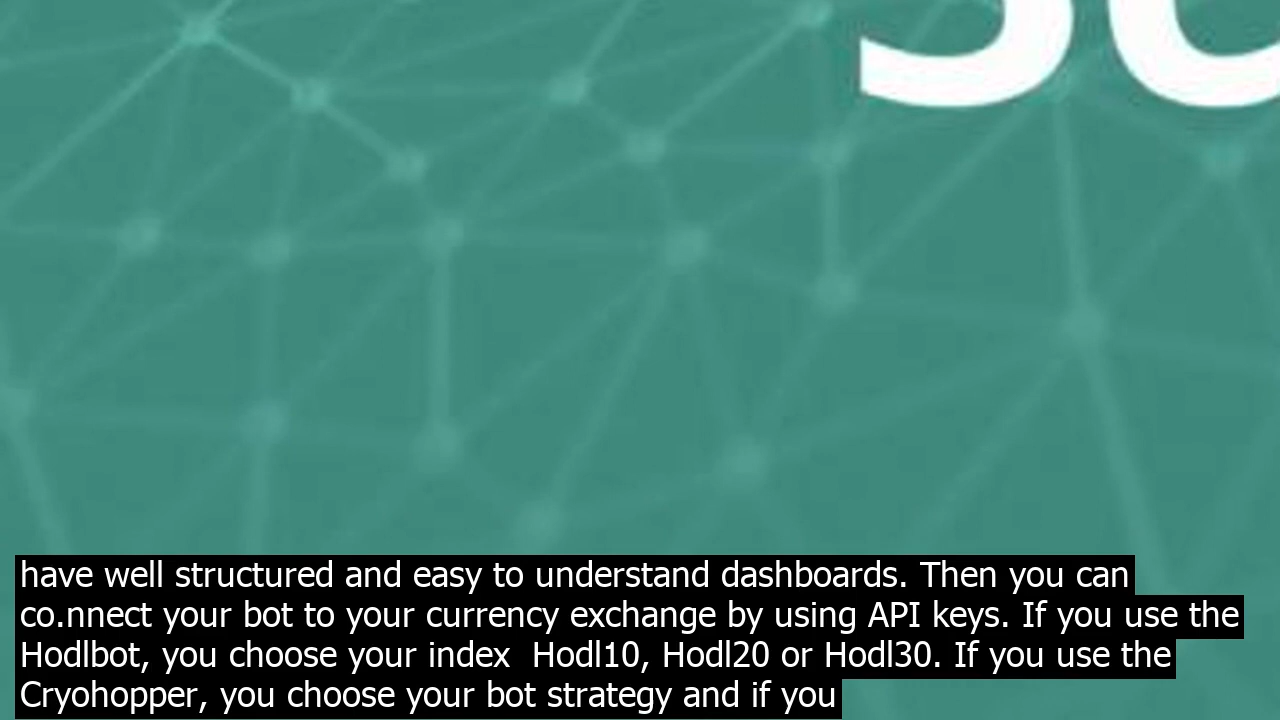 have well structured and easy to understand dashboards. Then you can
co.nnect your bot to your currency exchange by using API keys. If you use the
Hodlbot, you choose your index  Hodl10, Hodl20 or Hodl30. If you use the
Cryohopper, you choose your bot strategy and if you